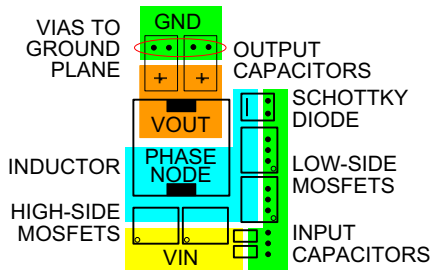 VIAS TO
GROUND
PLANE
GND
OUTPUT
CAPACITORS
+ +
VOUT
SCHOTTKY
DIODE
INDUCTOR
PHASE
NODE
LOW-SIDE
MOSFETS
HIGH-SIDE
MOSFETS
VIN
INPUT
CAPACITORS